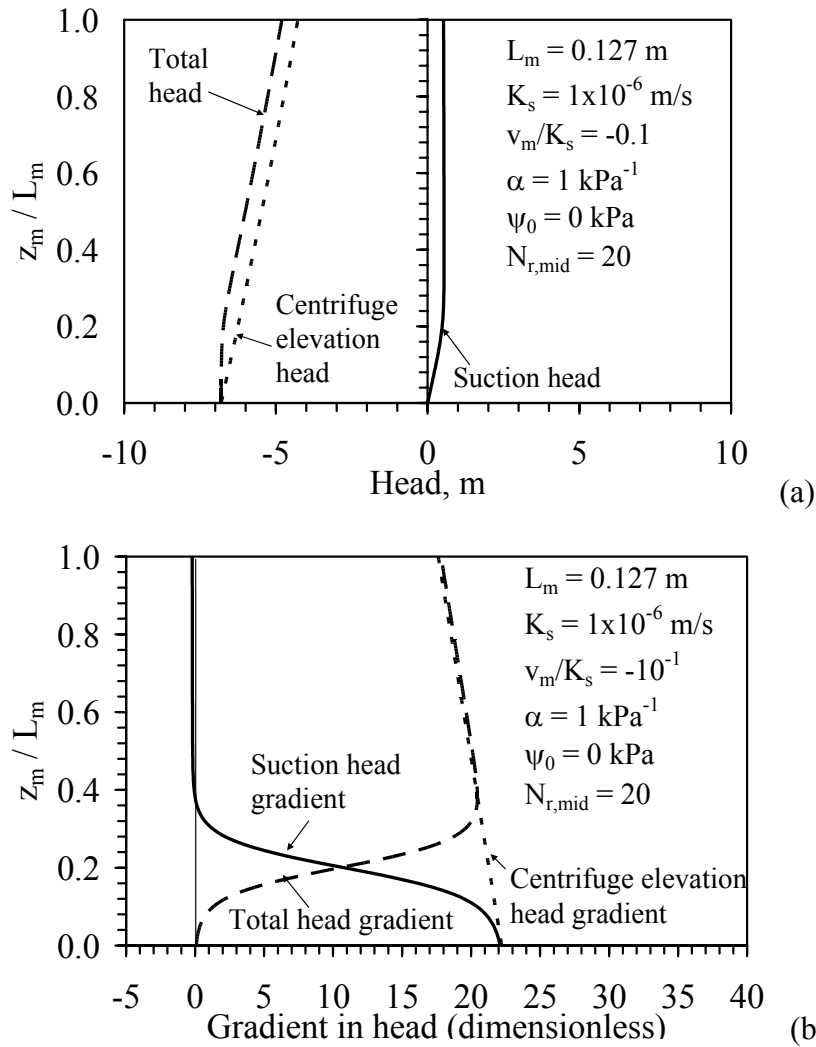 1.0
0.8
0.6
0.4
0.2
0.0
z_m / L_m
Total
head
Centrifuge
elevation
head
Suction head
L_m = 0.127 m
K_s = 1x10^-6 m/s
v_m/K_s = -0.1
α = 1 kPa^-1
ψ_0 = 0 kPa
N_r,mid = 20
-10 -5 0 5 10
Head, m
(a)
1.0
0.8
0.6
0.4
0.2
0.0
z_m / L_m
Suction head
gradient
Total head gradient
Centrifuge elevation
head gradient
L_m = 0.127 m
K_s = 1x10^-6 m/s
v_m/K_s = -10^-1
α = 1 kPa^-1
ψ_0 = 0 kPa
N_r,mid = 20
-5 0 5 10 15 20 25 30 35 40
Gradient in head (dimensionless)
(b